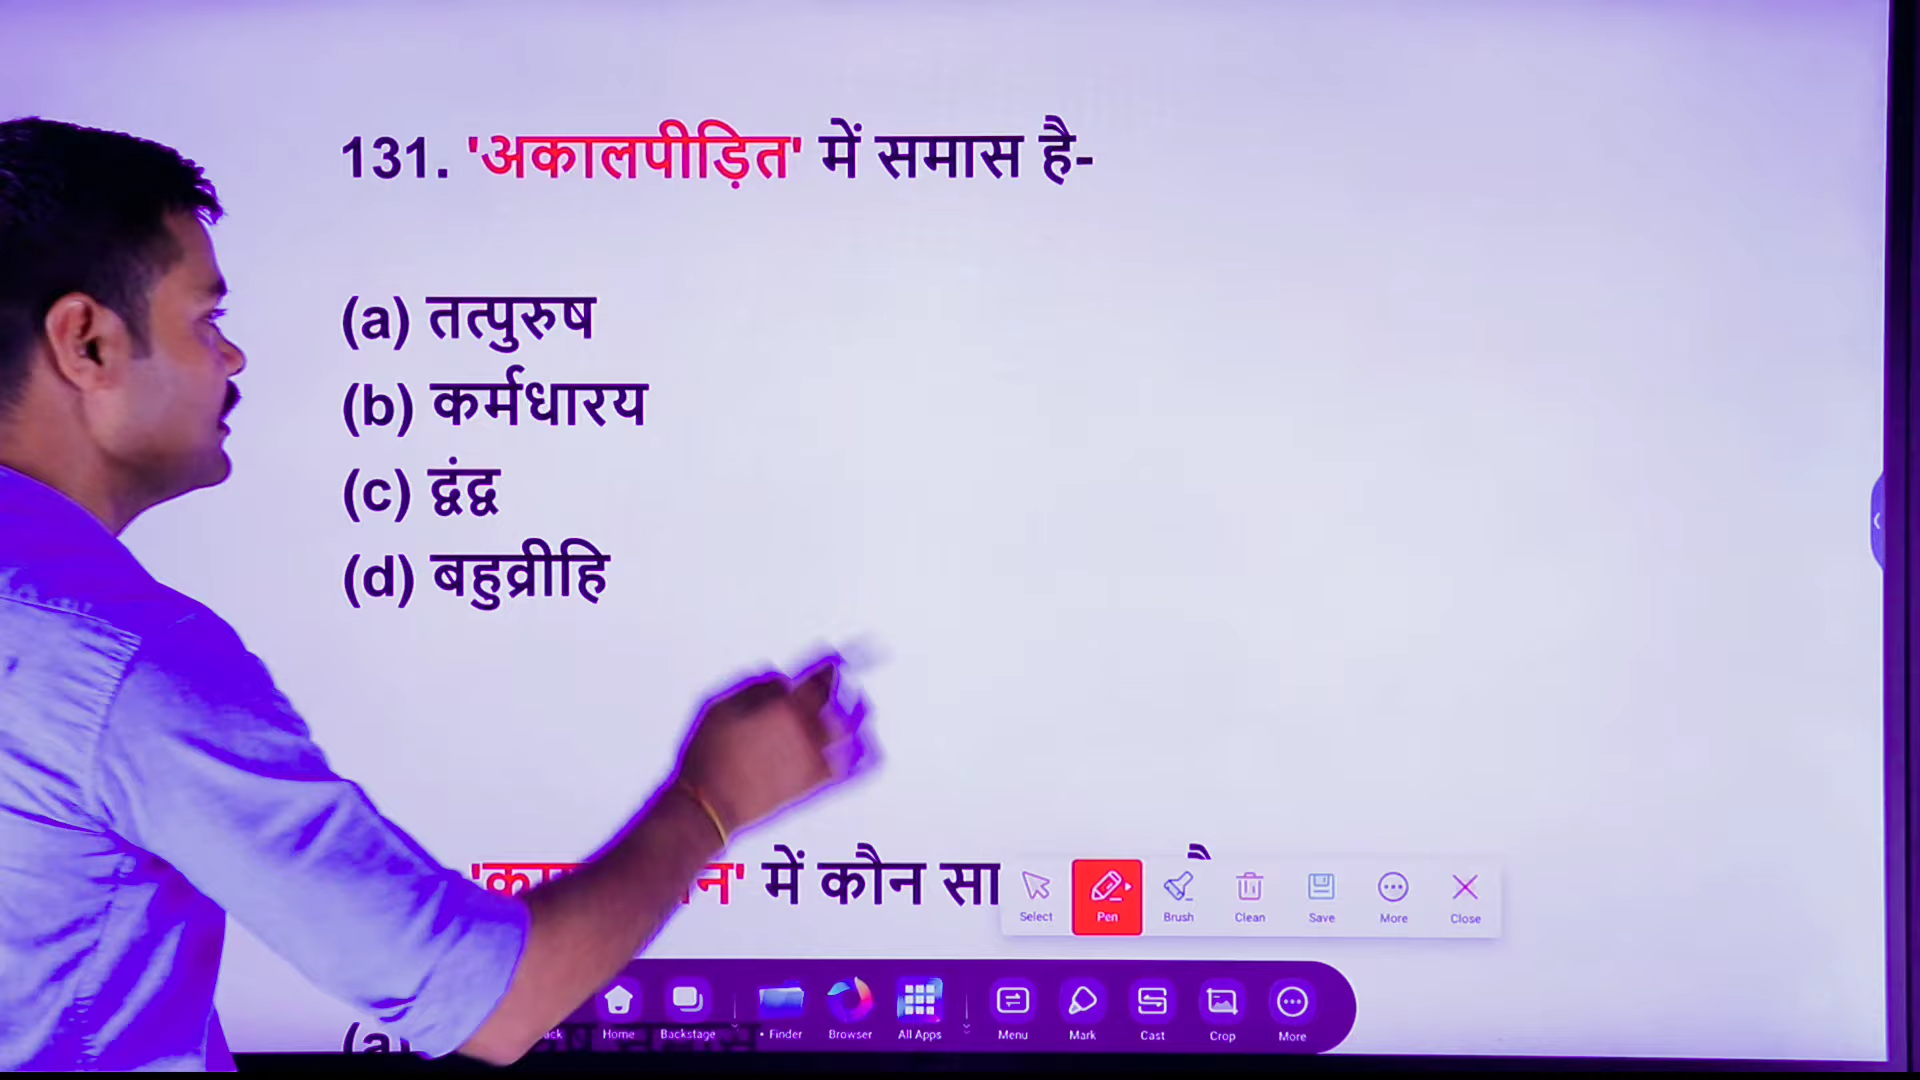 131. 'अकालपीड़ित' में समास है-
(a) तत्पुरुष
(b) कर्मधारय
(c) द्वंद्व
(d) बहुव्रीहि
में कौन सा
Select Pen Brush Clean Save More Close
Home Backstage • Finder Browser All Apps Menu Mark Cast Crop More